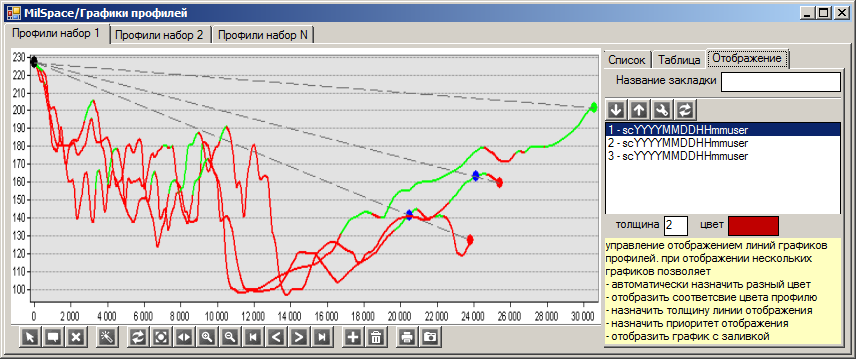 MilSpace/Графики профилей
Профили набор 1 Профили набор 2 Профили набор N
230
220
210
200
190
180
170
160
150
140
130
120
110
100
0 2 000 4 000 6 000 8 000 10 000 12 000 14 000 16 000 18 000 20 000 22 000 24 000 26 000 28 000 30 000
Список Таблица Отображение
Название закладки
1 - scYYYYMMDDHHmmuser
2 - scYYYYMMDDHHmmuser
3 - scYYYYMMDDHHmmuser
толщина 2 цвет
управление отображением линий графиков
профилей. при отображении нескольких
графиков позволяет
- автоматически назначить разный цвет
- отобразить соответсвие цвета профилю
- назначить толщину линии отображения
- назначить приоритет отображения
- отобразить график с заливкой